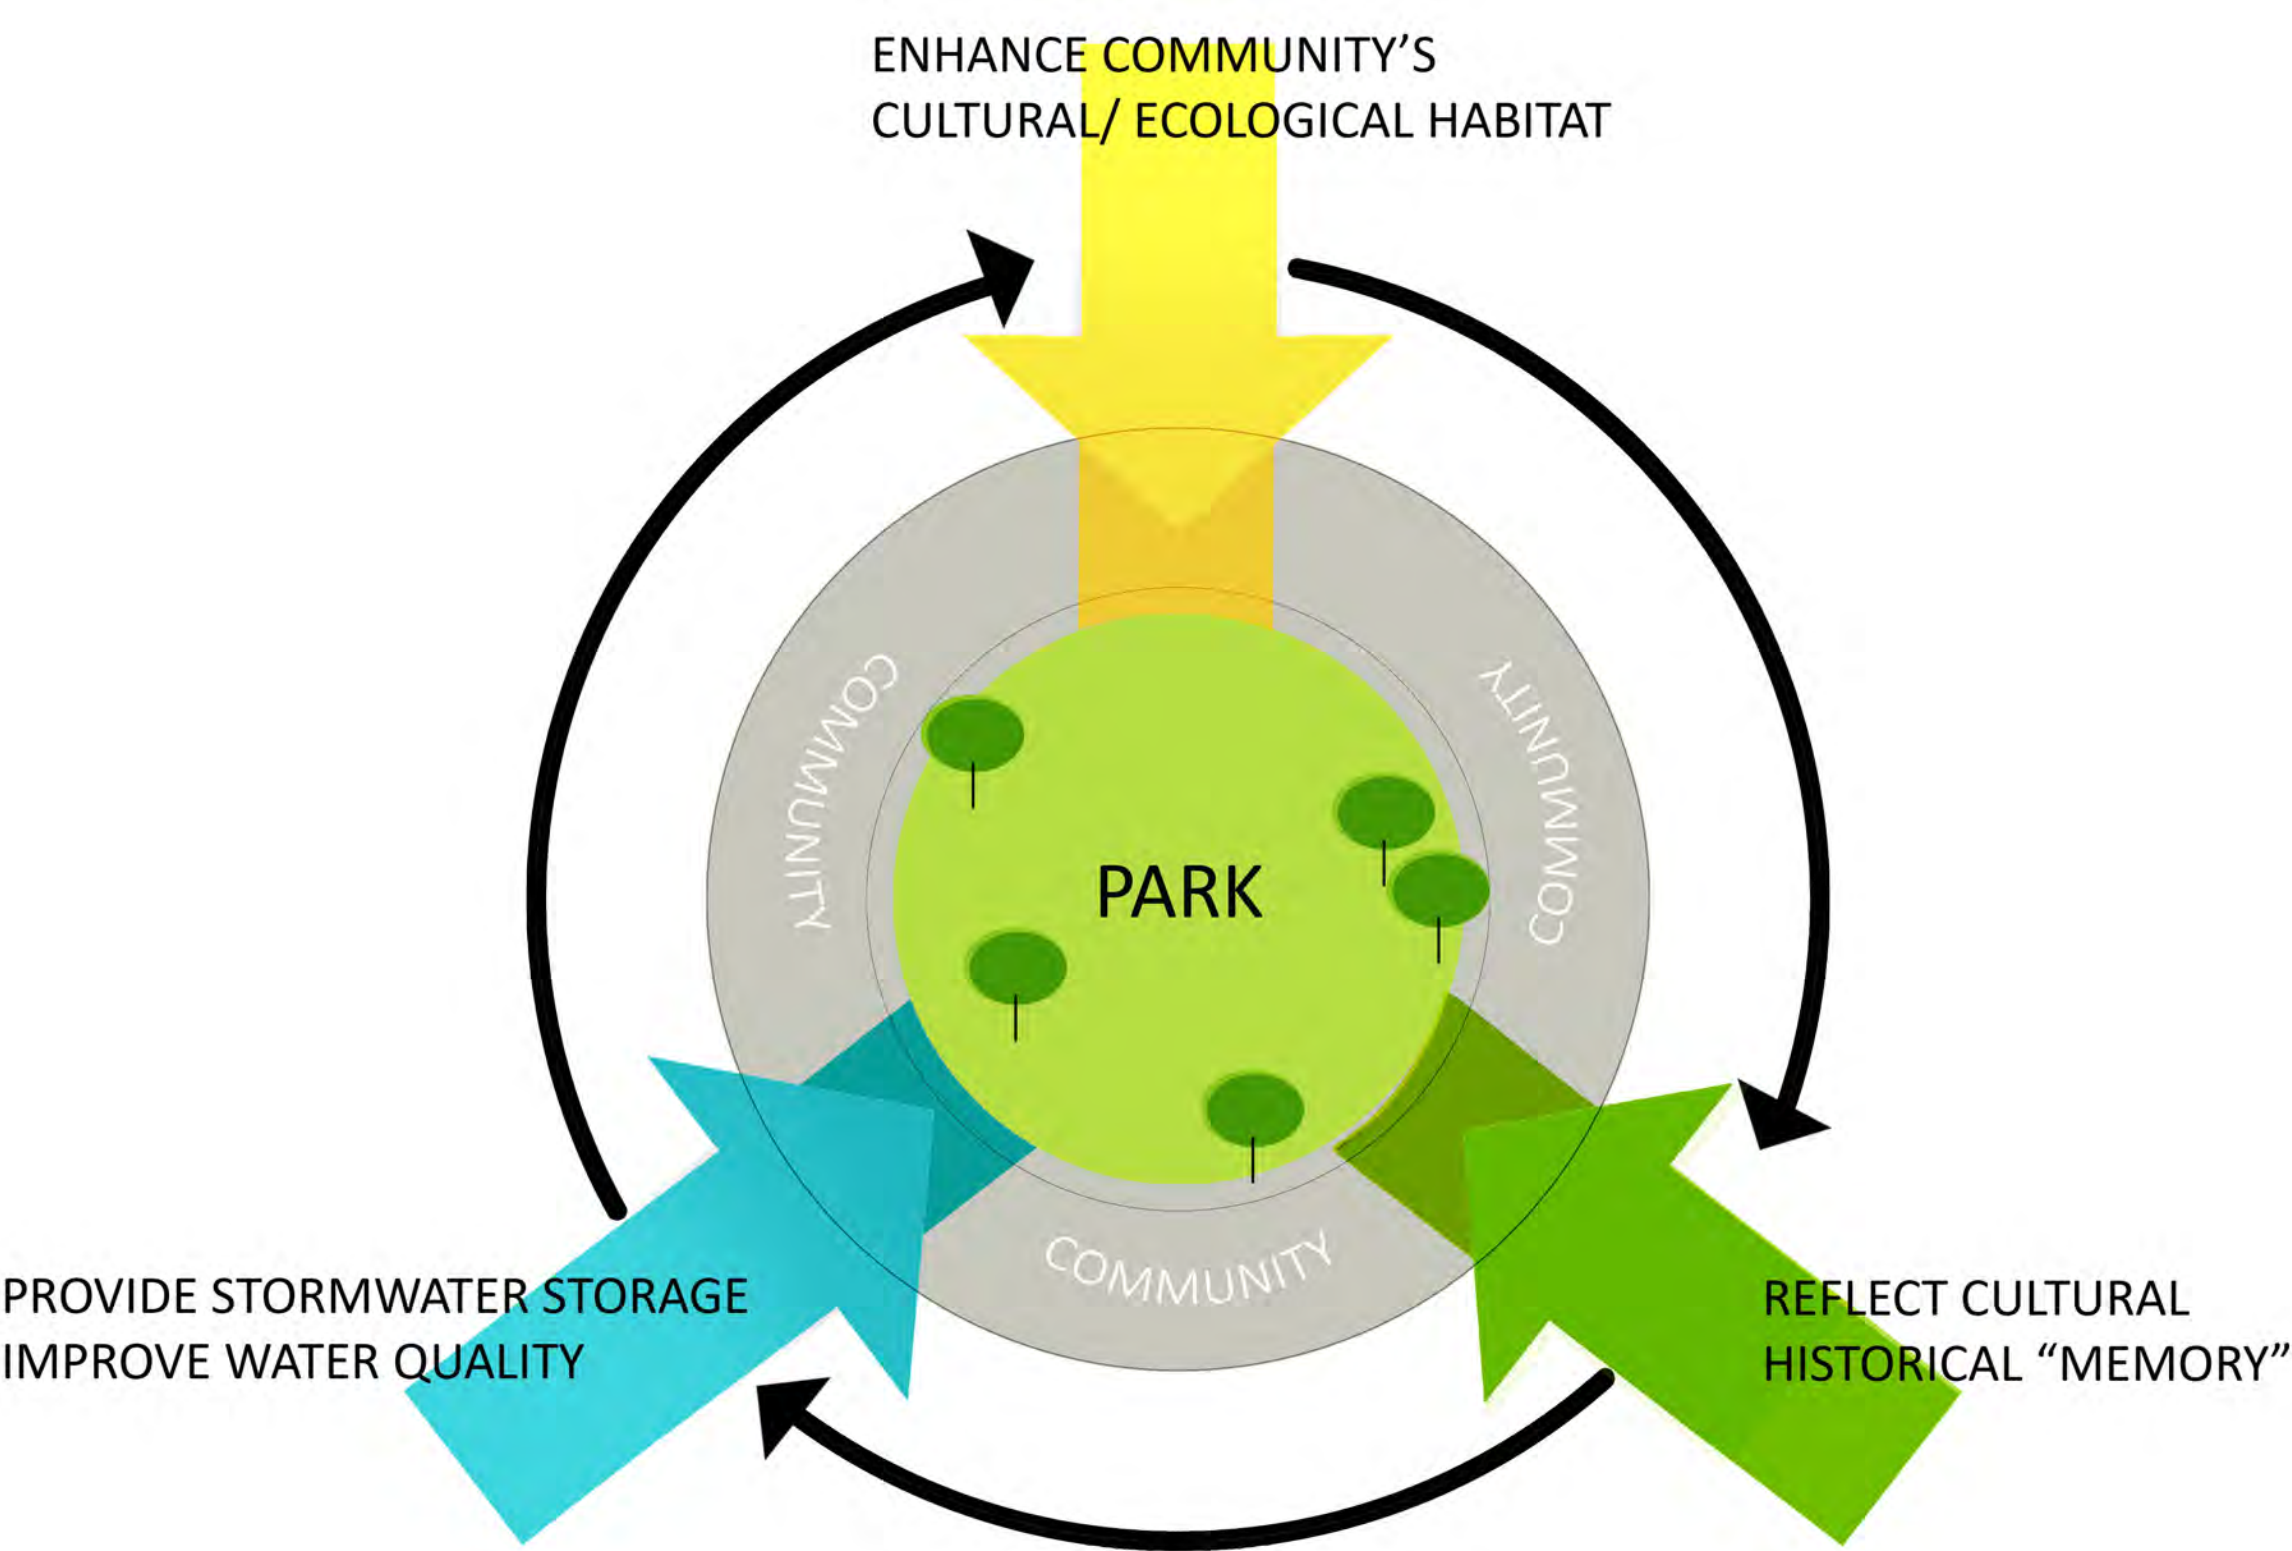 ENHANCE COMMUNITY’S
CULTURAL/ ECOLOGICAL HABITAT
COMMUNITY
COMMUNITY
PARK
COMMUNITY
PROVIDE STORMWATER STORAGE
IMPROVE WATER QUALITY
REFLECT CULTURAL
HISTORICAL “MEMORY”